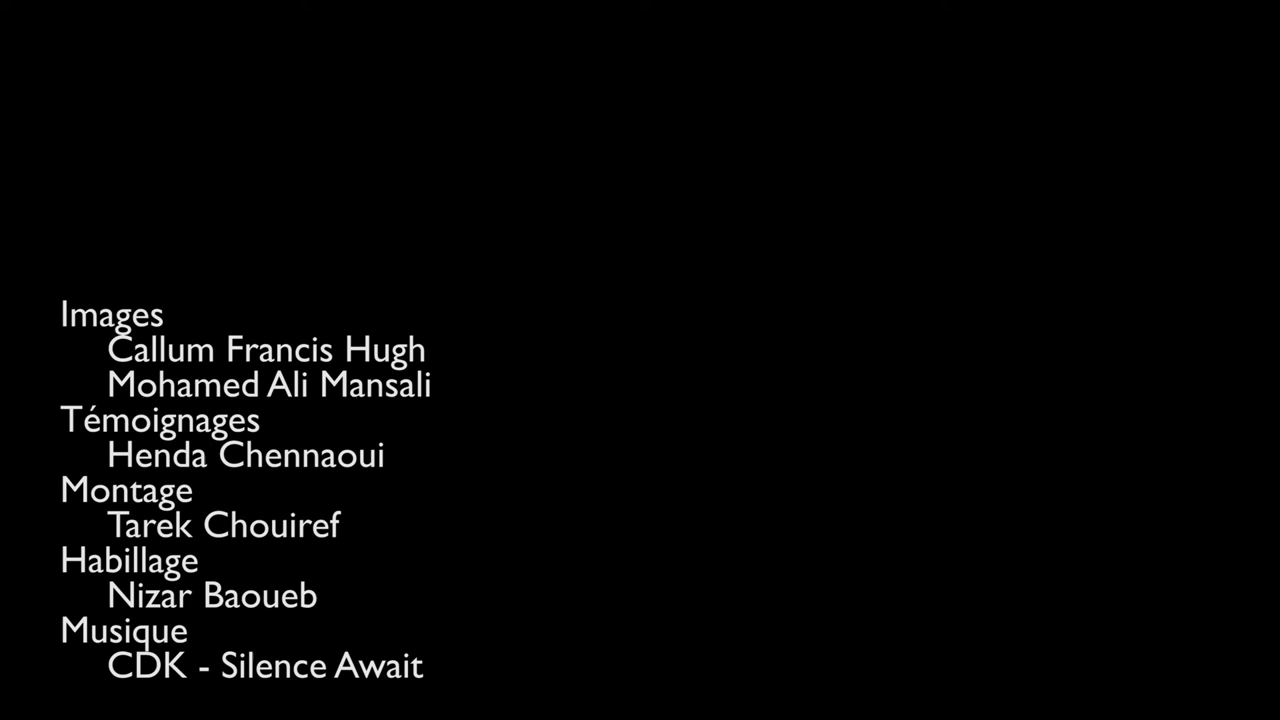 Images
Callum Francis Hugh
Mohamed Ali Mansali
Témoignages
Henda Chennaoui
Montage
Tarek Chouiref
Habillage
Nizar Baoueb
Musique
CDK - Silence Await